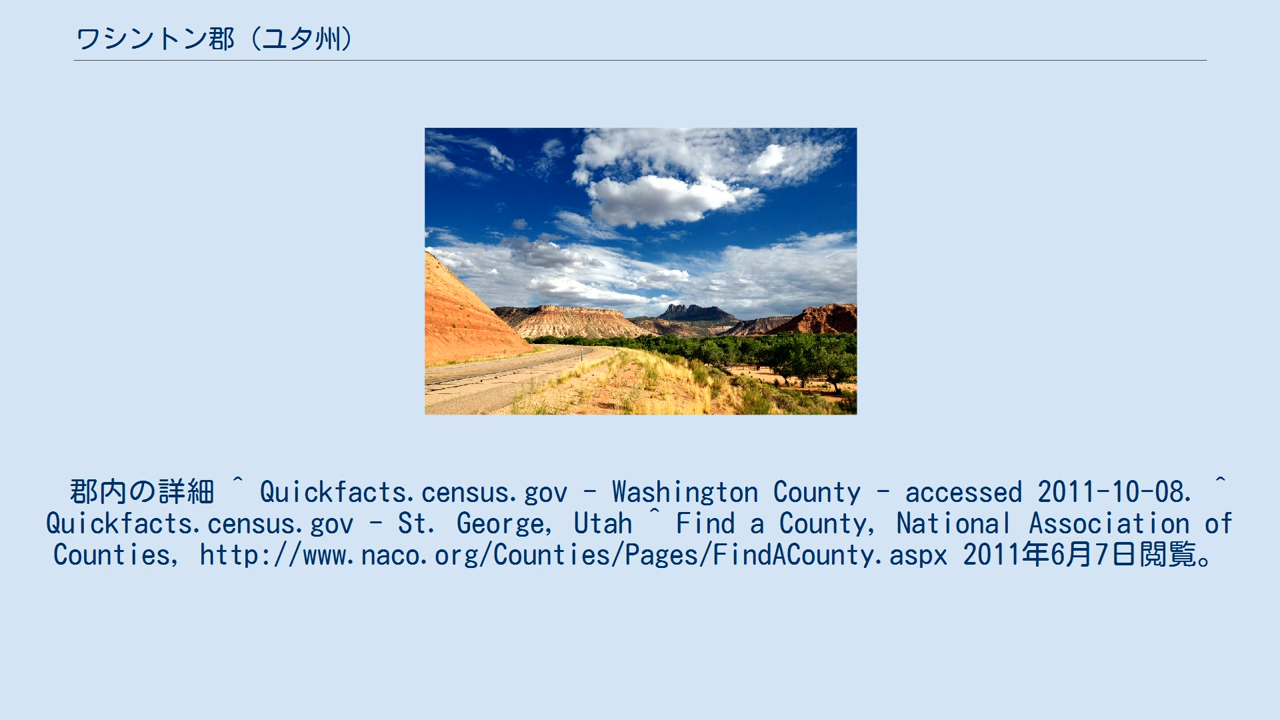 ワシントン郡（ユタ州）
郡内の詳細 ^ Quickfacts.census.gov - Washington County - accessed 2011-10-08. ^
Quickfacts.census.gov - St. George, Utah ^ Find a County, National Association of
Counties, http://www.naco.org/Counties/Pages/FindACounty.aspx 2011年6月7日閲覧。